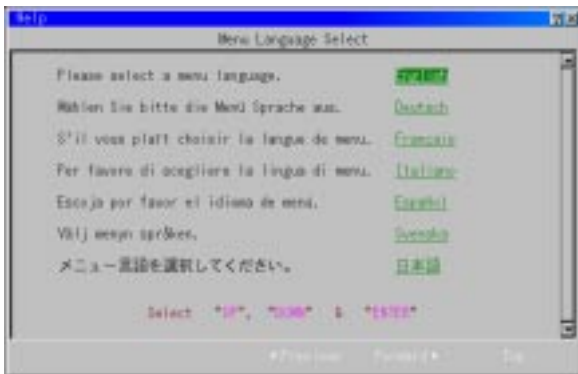 Help
Menu Language Select
Please select a menu language. English
Wählen Sie bitte die Menü Sprache aus. Deutsch
S'il vous plaît choisir la langue de menu. Français
Per favore di scegliere la lingua di menu. Italiano
Escoja por favor el idioma de menú. Español
Välj menyn språken. Svenska
メニュー言語を選択してください。 日本語
Select "UP", "DOWN" & "ENTER"
◀Previous Forward▶ Top